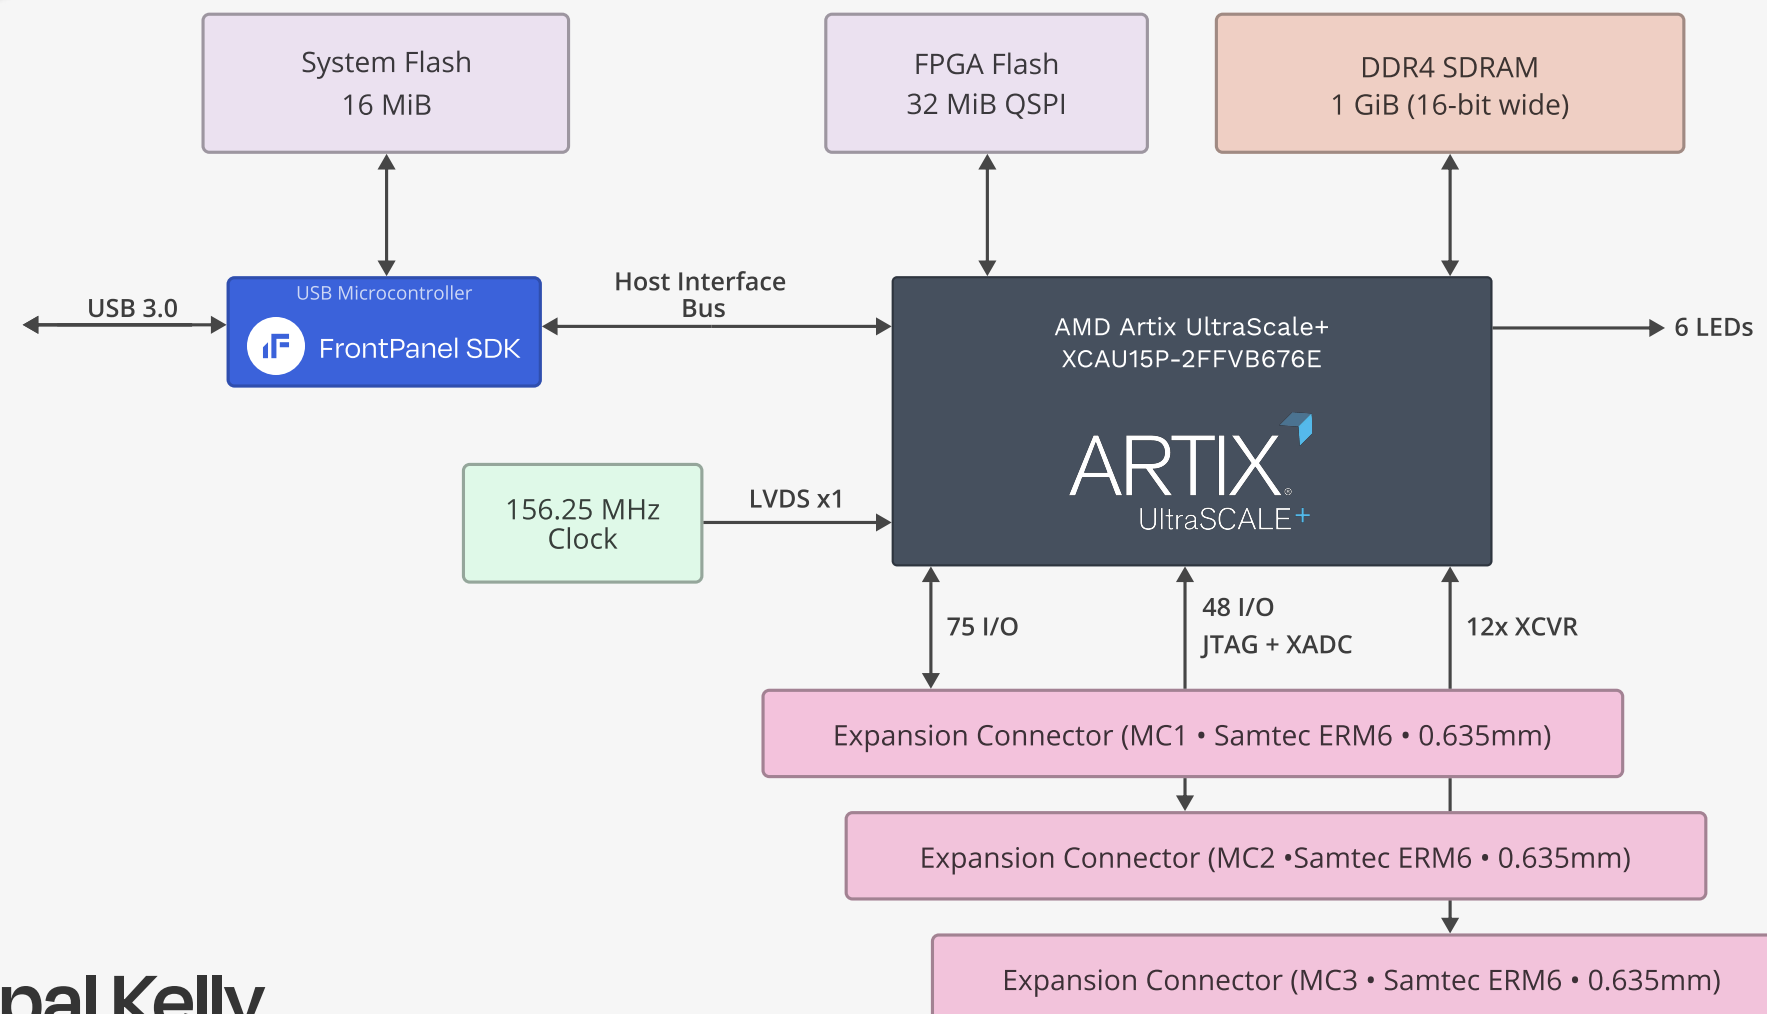 System Flash
16 MiB
FPGA Flash
32 MiB QSPI
DDR4 SDRAM
1 GiB (16-bit wide)
USB 3.0
USB Microcontroller
FrontPanel SDK
Host Interface
Bus
AMD Artix UltraScale+
XCAU15P-2FFVB676E
ARTIX®
UltraSCALE+
6 LEDs
156.25 MHz
Clock
LVDS x1
75 I/O
48 I/O
JTAG + XADC
12x XCVR
Expansion Connector (MC1 • Samtec ERM6 • 0.635mm)
Expansion Connector (MC2 •Samtec ERM6 • 0.635mm)
Expansion Connector (MC3 • Samtec ERM6 • 0.635mm)
pal Kelly